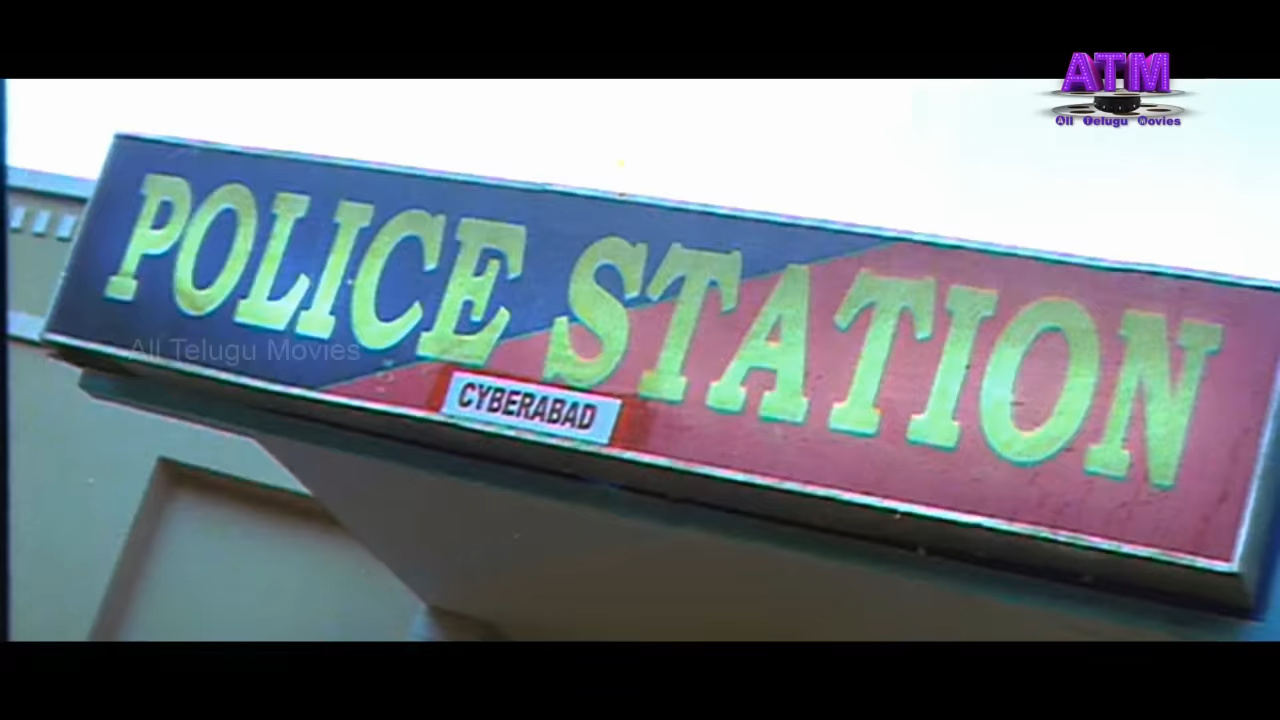 ATM
All Telugu Movies
POLICE STATION
All Telugu Movies
CYBERABAD